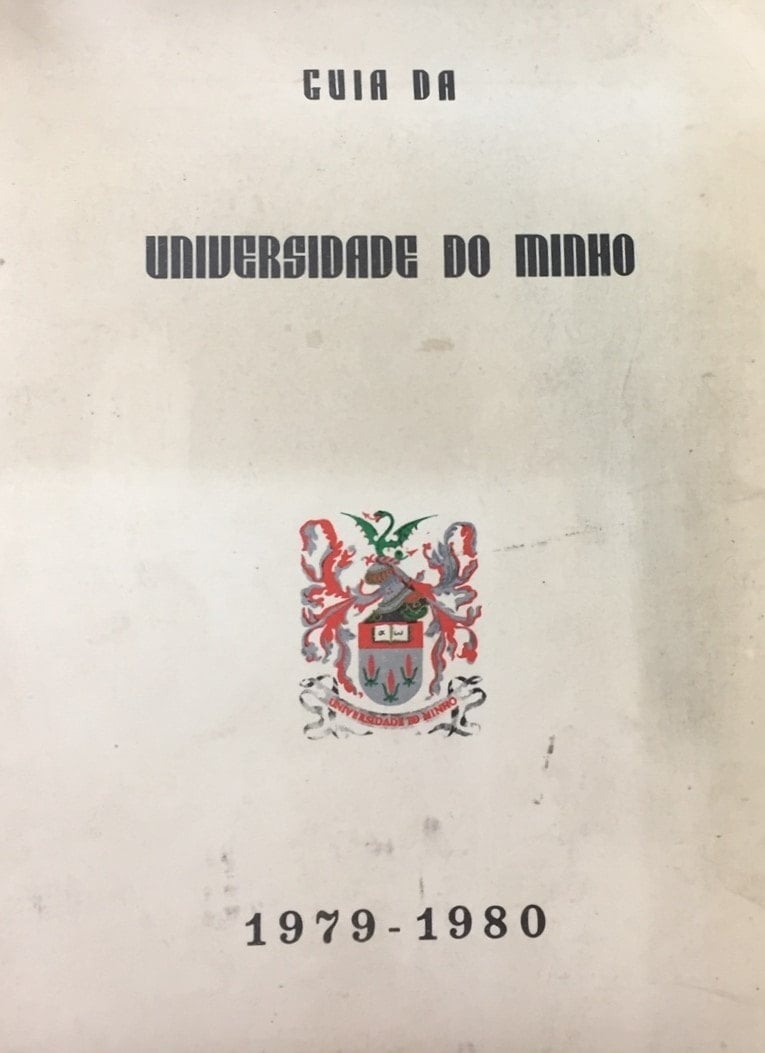 GUIA DA
UNIVERSIDADE DO MINHO
UNIVERSIDADE DO MINHO
1979-1980